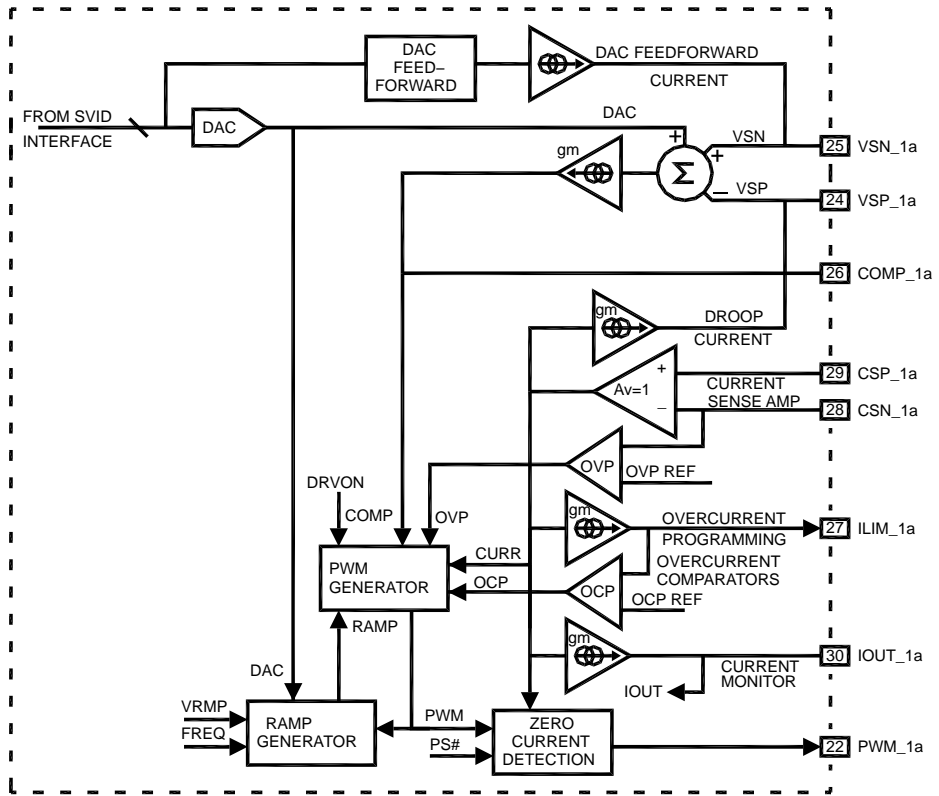 DAC
FEED–
FORWARD
DAC FEEDFORWARD
CURRENT
FROM SVID
INTERFACE
DAC
DAC
gm
+
Σ
+
VSN
– VSP
25 VSN_1a
24 VSP_1a
26 COMP_1a
gm
DROOP
CURRENT
Av=1
+
–
CURRENT
SENSE AMP
29 CSP_1a
28 CSN_1a
OVP
OVP REF
DRVON
COMP
OVP
gm
OVERCURRENT
PROGRAMMING
27 ILIM_1a
OVERCURRENT
COMPARATORS
PWM
GENERATOR
CURR
OCP
OCP
OCP REF
RAMP
gm
CURRENT
MONITOR
IOUT
30 IOUT_1a
DAC
VRMP
FREQ
RAMP
GENERATOR
PWM
PS#
ZERO
CURRENT
DETECTION
22 PWM_1a